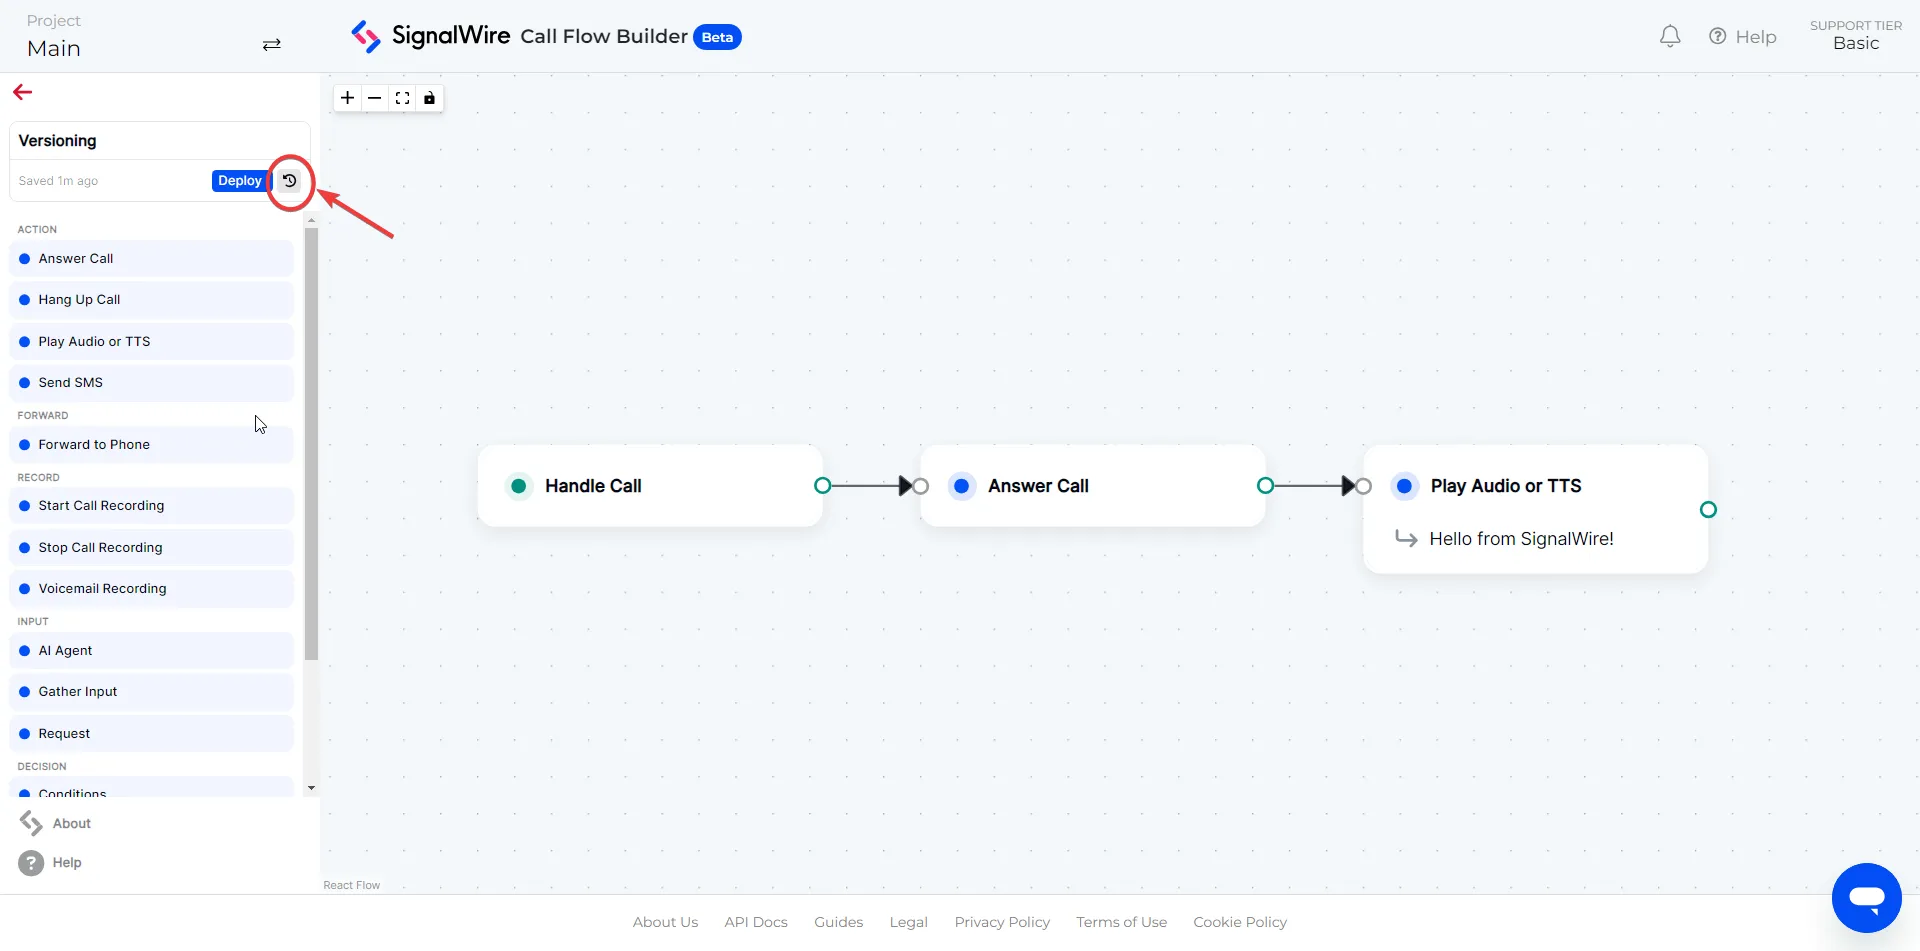 Project
Main
SignalWire Call Flow Builder Beta
Help
SUPPORT TIER
Basic
Versioning
Saved 1m ago
Deploy
ACTION
Answer Call
Hang Up Call
Play Audio or TTS
Send SMS
FORWARD
Forward to Phone
RECORD
Start Call Recording
Stop Call Recording
Voicemail Recording
INPUT
AI Agent
Gather Input
Request
DECISION
Conditions
About
? Help
Handle Call
Answer Call
Play Audio or TTS
Hello from SignalWire!
React Flow
About Us API Docs Guides Legal Privacy Policy Terms of Use Cookie Policy